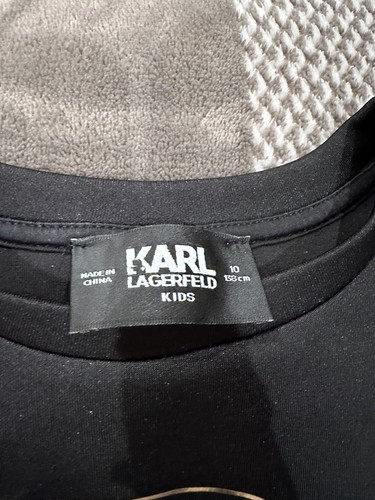 KARL
LAGERFELD
KIDS
MADE IN
CHINA
10
138 cm